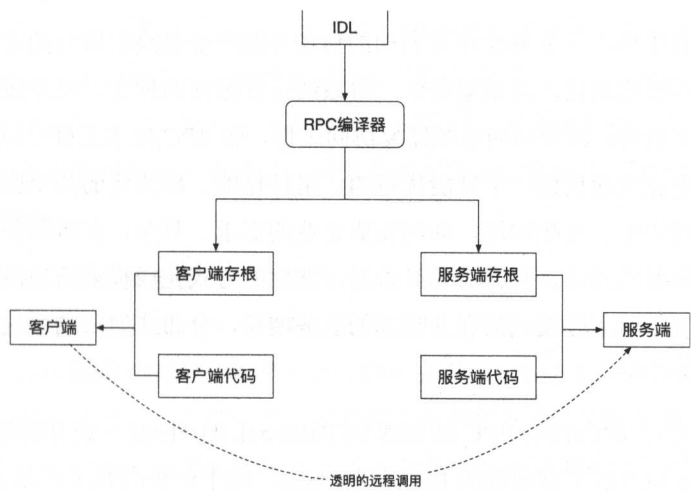 IDL
RPC编译器
客户端存根
服务端存根
客户端
服务端
客户端代码
服务端代码
透明的远程调用